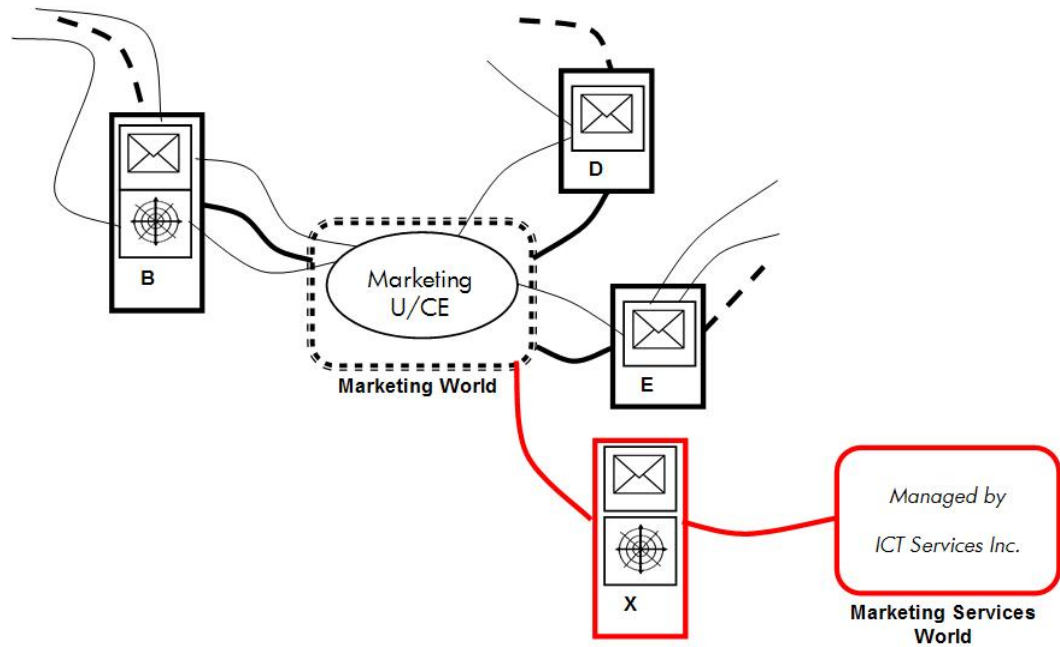 D
B
Marketing
U/CE
Marketing World
E
Managed by
ICT Services Inc.
X
Marketing Services
World